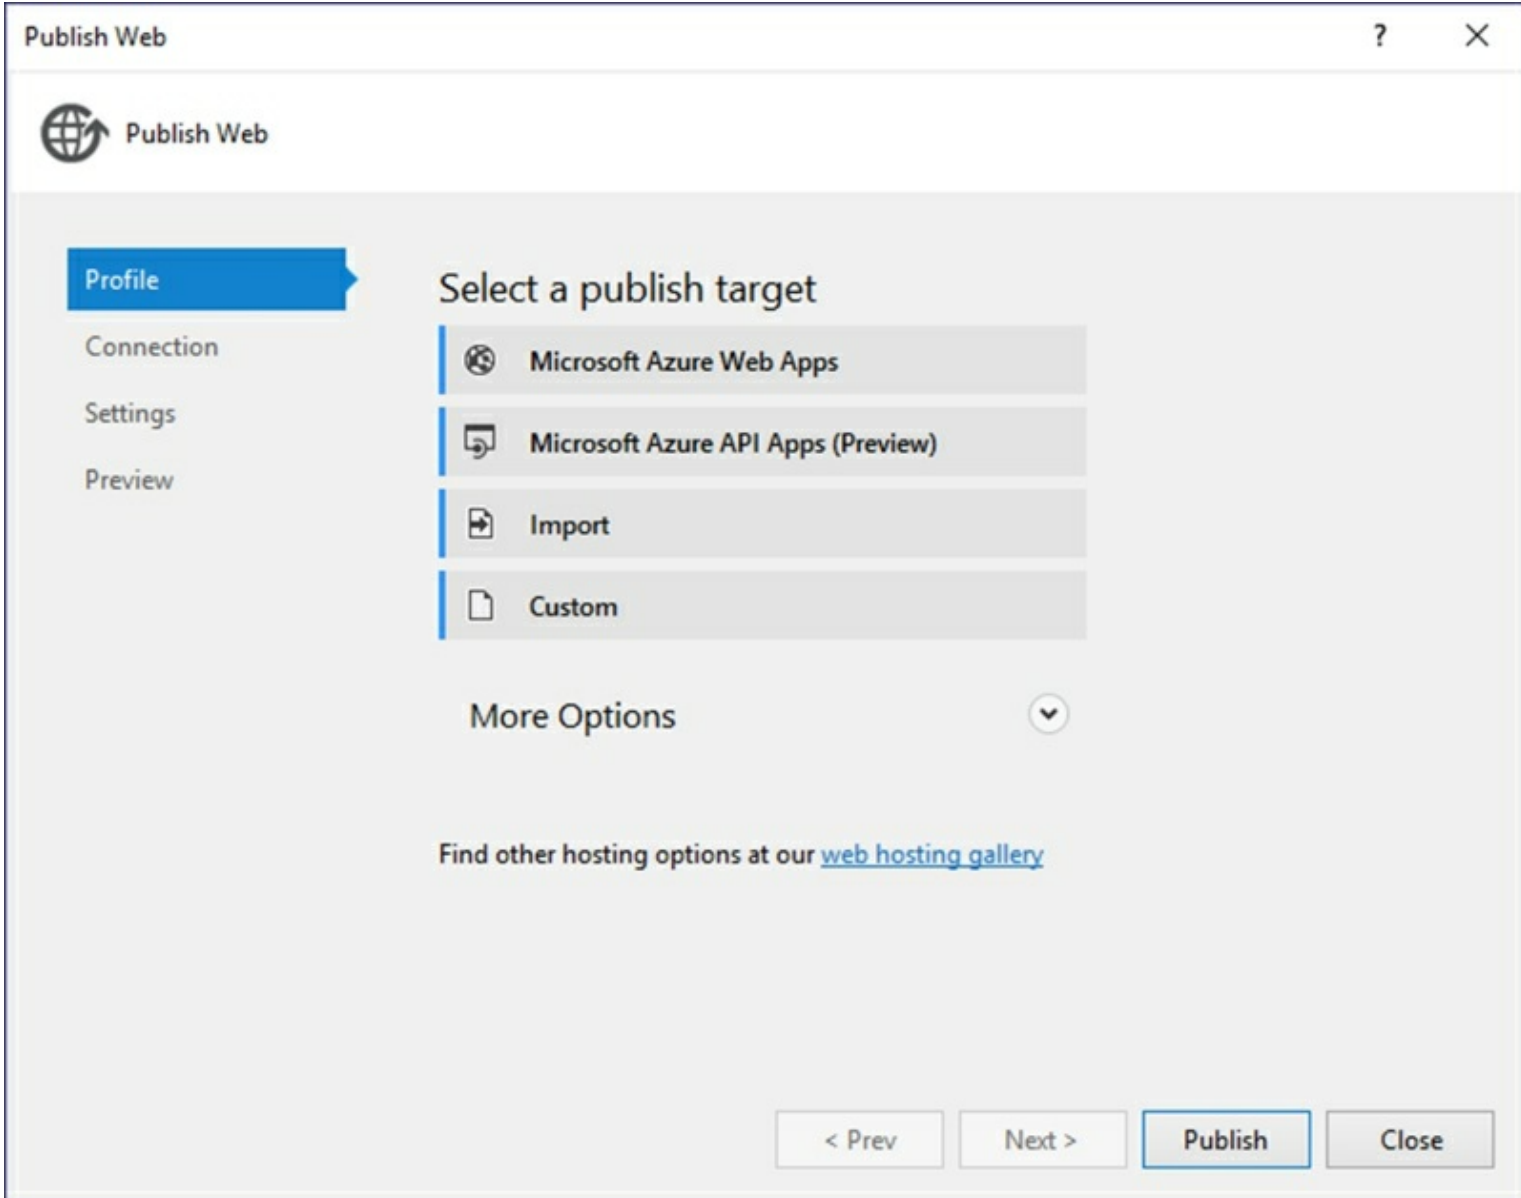 Publish Web
?
Publish Web
Profile
Connection
Settings
Preview
Select a publish target
Microsoft Azure Web Apps
Microsoft Azure API Apps (Preview)
Import
Custom
More Options
Find other hosting options at our web hosting gallery
< Prev
Next >
Publish
Close